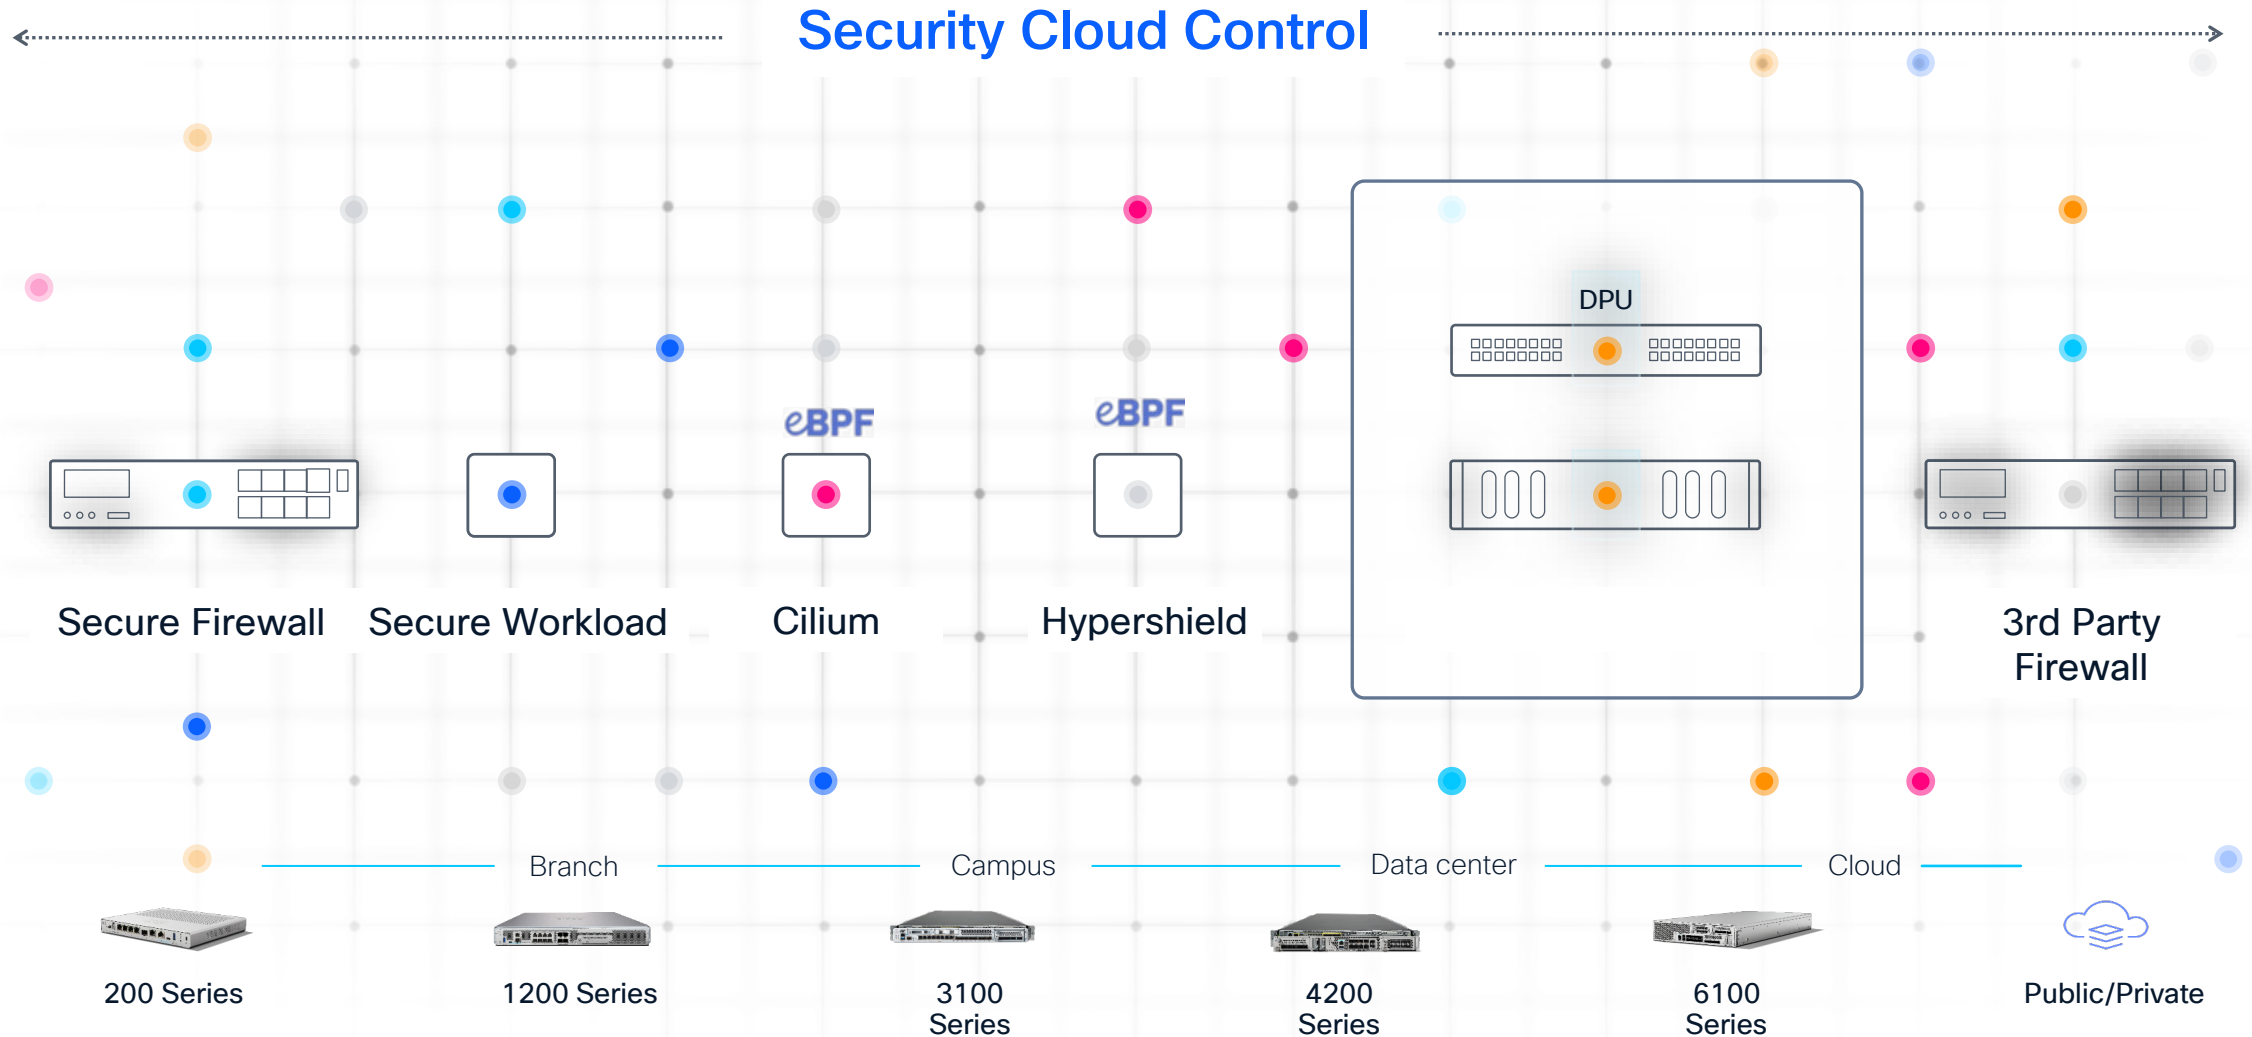 Security Cloud Control
DPU
eBPF
eBPF
Secure Firewall
Secure Workload
Cilium
Hypershield
3rd Party
Firewall
Branch
Campus
Data center
Cloud
200 Series
1200 Series
3100
Series
4200
Series
6100
Series
Public/Private